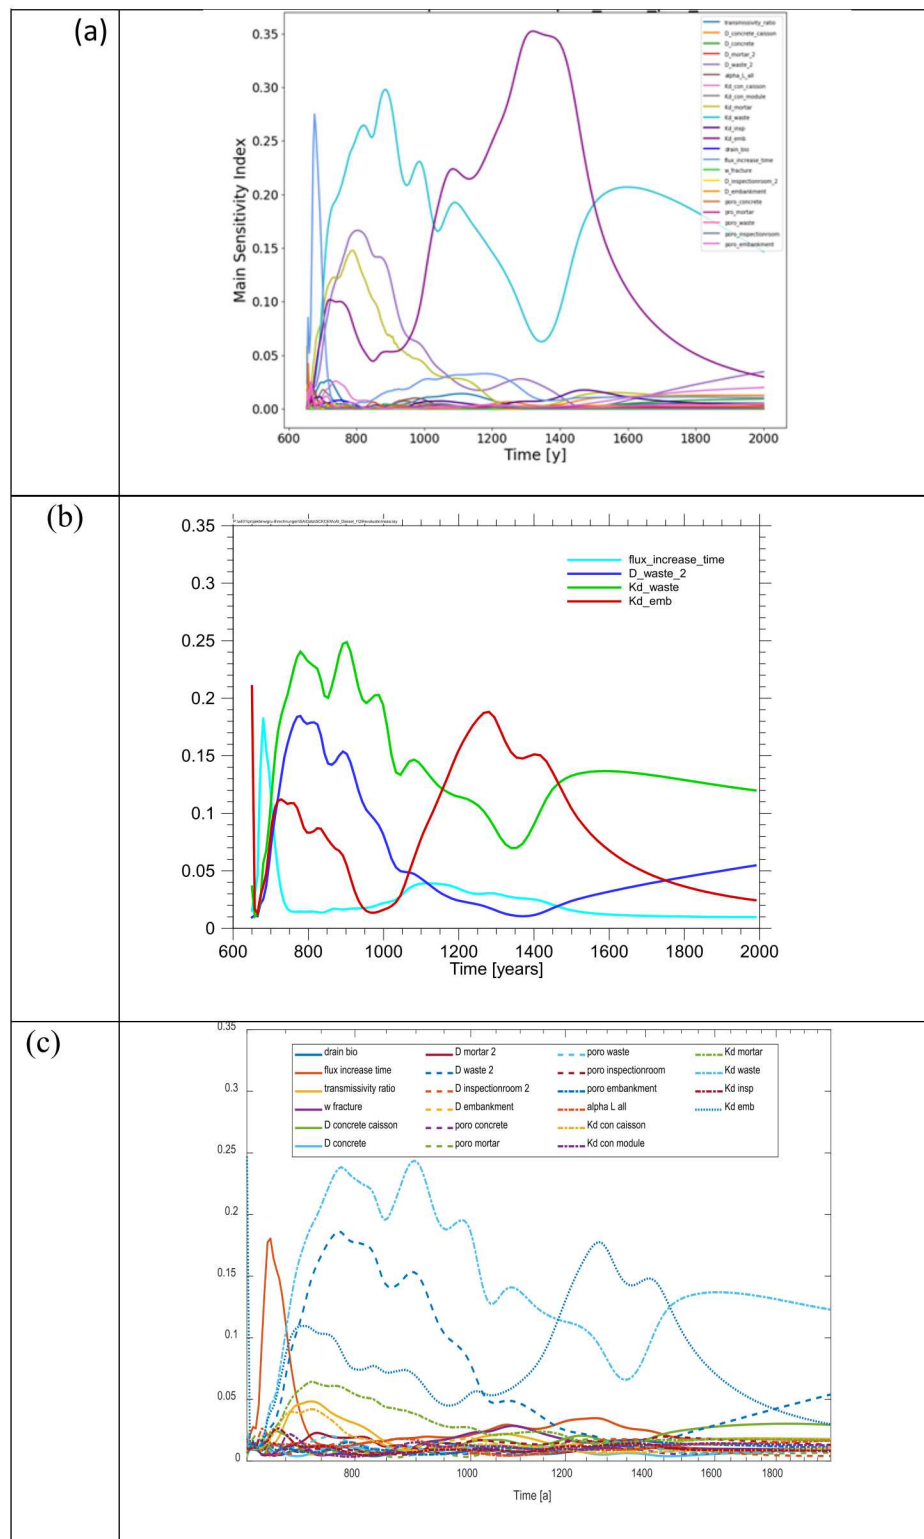 (a)
0.35
0.30
0.25
0.20
0.15
0.10
0.05
0.00
Main Sensitivity Index
600 800 1000 1200 1400 1600 1800 2000
Time [y]
transmissivity_ratio
D_concrete_caisson
D_concrete
D_mortar_2
D_waste_2
alpha_L_all
Kd_con_caisson
Kd_con_module
Kd_mortar
Kd_waste
Kd_insp
Kd_emb
drain_bio
flux_increase_time
w_fracture
D_inspectionroom_2
D_embankment
poro_concrete
pro_mortar
poro_waste
poro_inspectionroom
poro_embankment
(b)
0.35
0.3
0.25
0.2
0.15
0.1
0.05
0
600 800 1000 1200 1400 1600 1800 2000
Time [years]
flux_increase_time
D_waste_2
Kd_waste
Kd_emb
(c)
0.35
0.3
0.25
0.2
0.15
0.1
0.05
0
drain bio D mortar 2 poro waste Kd mortar
flux increase time D waste 2 poro inspectionroom Kd waste
transmissivity ratio D inspectionroom 2 poro embankment Kd insp
w fracture D embankment alpha L all Kd emb
D concrete caisson poro concrete Kd con caisson
D concrete poro mortar Kd con module
800 1000 1200 1400 1600 1800
Time [a]